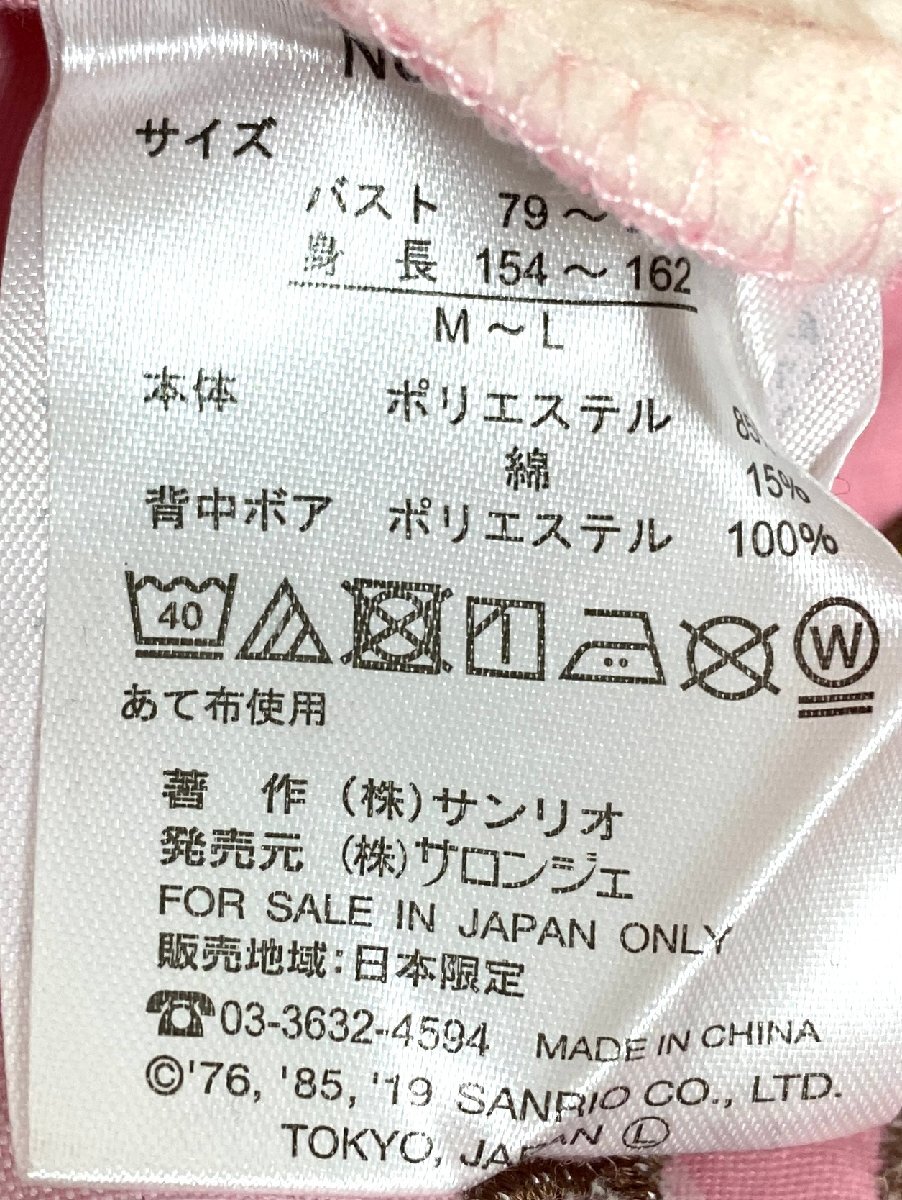 サイズ
バスト 79～
身長 154～162
M～L
本体 ポリエステル
綿 15%
背中ボア ポリエステル 100%
40
W
あて布使用
著作 (株)サンリオ
発売元 (株)サロンジェ
FOR SALE IN JAPAN ONLY
販売地域:日本限定
☎03-3632-4594 MADE IN CHINA
©'76, '85, '19 SANRIO CO., LTD.
TOKYO, JAPAN Ⓛ